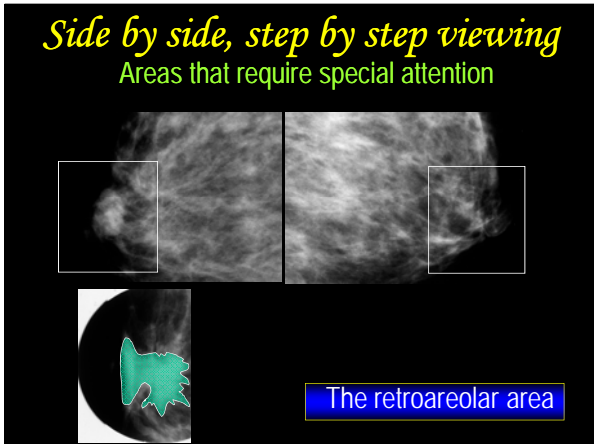 Side by side, step by step viewing
Areas that require special attention
The retroareolar area